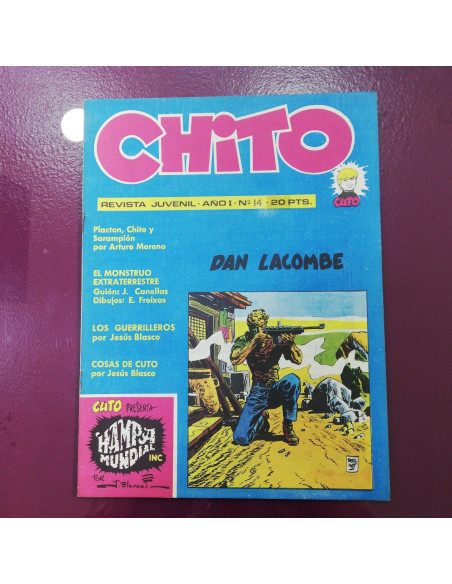 CHiTO
REVISTA JUVENIL - AÑO I - Nº 14 - 20 PTS.
CUTO
Placton, Chito y
Sarampión
por Arturo Moreno
EL MONSTRUO
EXTRATERRESTRE
Guión: J. Canellas
Dibujos: E. Freixas
LOS GUERRILLEROS
por Jesús Blasco
COSAS DE CUTO
por Jesús Blasco
DAN LACOMBE
CUTO PRESENTA
HAMPA
MUNDIAL
INC
POR
J. Blasco